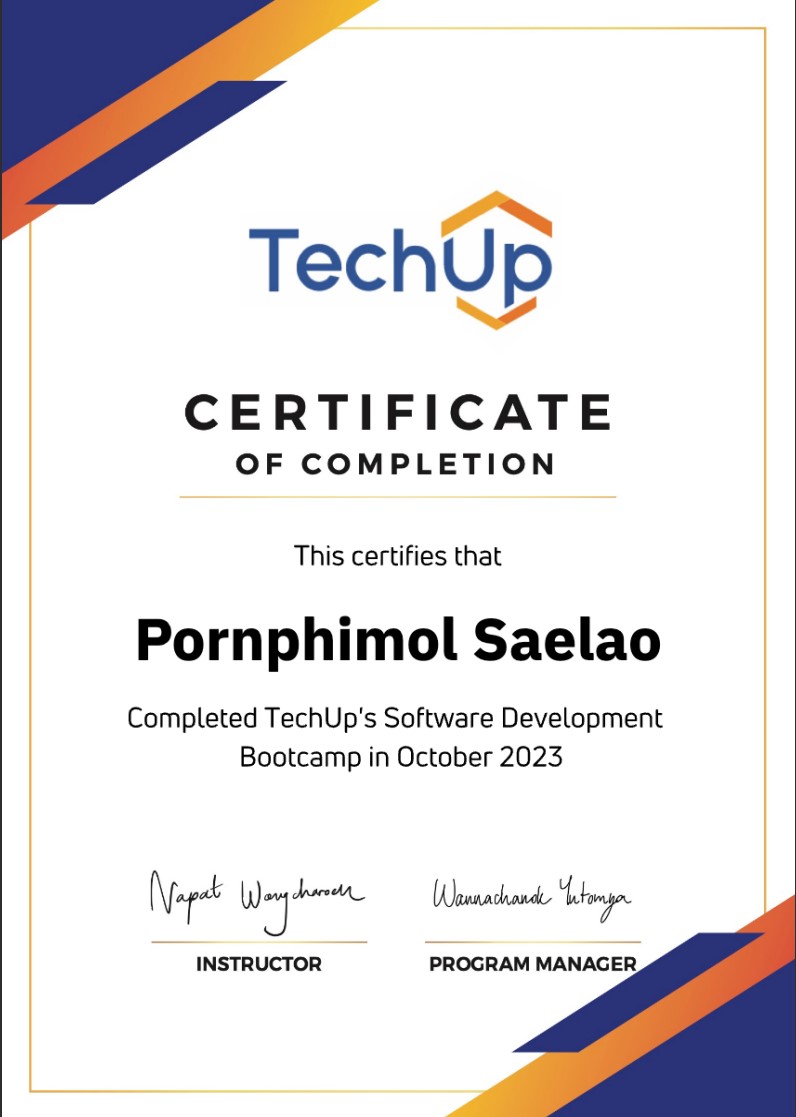 TechUp
CERTIFICATE
OF COMPLETION
This certifies that
Pornphimol Saelao
Completed TechUp's Software Development
Bootcamp in October 2023
Napat Wongcharoen Wannachanok Yutomya
INSTRUCTOR PROGRAM MANAGER